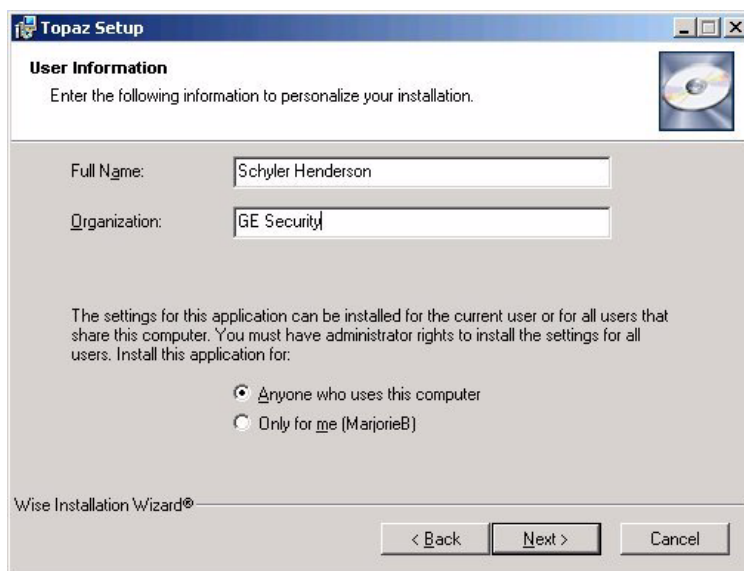 Topaz Setup
User Information
Enter the following information to personalize your installation.
Full Name:
Schyler Henderson
Organization:
GE Security
The settings for this application can be installed for the current user or for all users that
share this computer. You must have administrator rights to install the settings for all
users. Install this application for:
Anyone who uses this computer
Only for me (MarjorieB)
Wise Installation Wizard®
< Back
Next >
Cancel